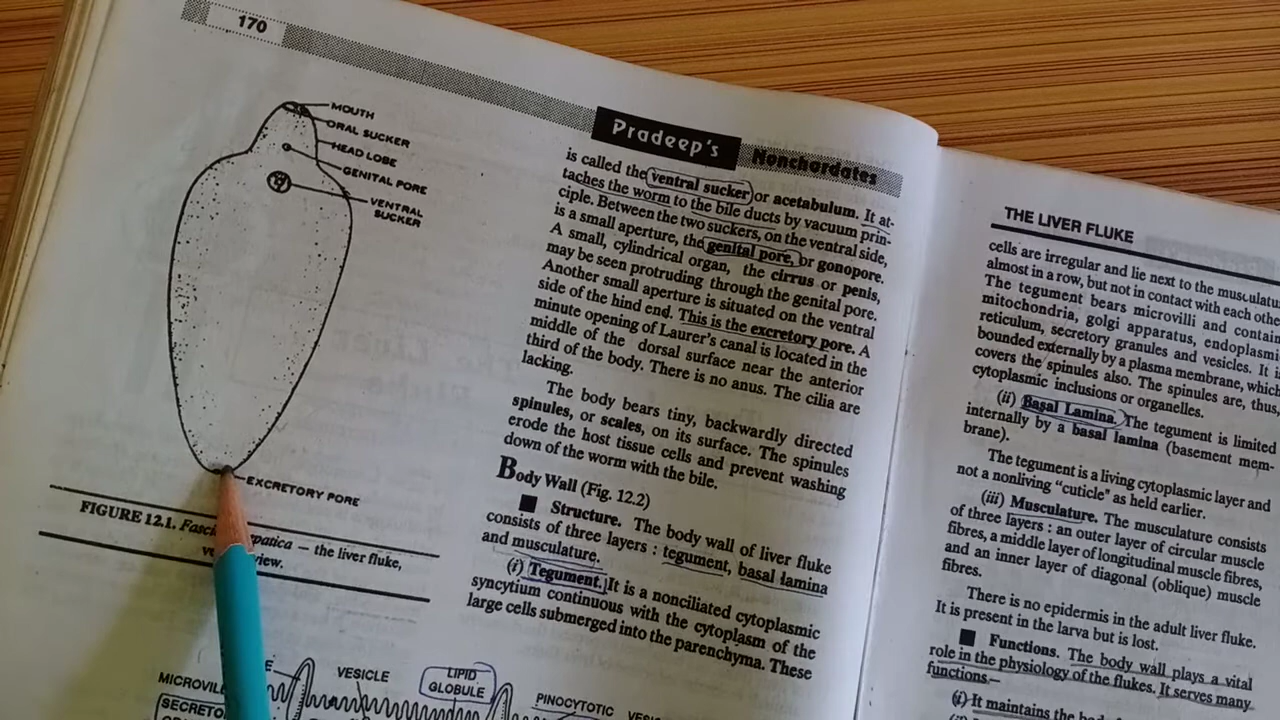 170
MOUTH
ORAL SUCKER
HEAD LOBE
GENITAL PORE
VENTRAL
SUCKER
EXCRETORY PORE
FIGURE 12.1. — the liver fluke,
Pradeep's Nonchordates
is called the ventral sucker or acetabulum. It at-
taches the worm to the bile ducts by vacuum prin-
ciple. Between the two suckers, on the ventral side,
is a small aperture, the genital pore, or gonopore.
A small, cylindrical organ, the cirrus or penis,
may be seen protruding through the genital pore.
Another small aperture is situated on the ventral
side of the hind end. This is the excretory pore. A
minute opening of Laurer's canal is located in the
middle of the dorsal surface near the anterior
third of the body. There is no anus. The cilia are
lacking.
The body bears tiny, backwardly directed
spinules, or scales, on its surface. The spinules
erode the host tissue cells and prevent washing
down of the worm with the bile.
Body Wall (Fig. 12.2)
■ Structure. The body wall of liver fluke
consists of three layers : tegument, basal lamina
and musculature.
(i) Tegument. It is a nonciliated cytoplasmic
syncytium continuous with the cytoplasm of the
large cells submerged into the parenchyma. These
VESICLE
LIPID
GLOBULE
PINOCYTOTIC
THE LIVER FLUKE
cells are irregular and lie next to the
almost in a row, but not in contact with each
The tegument bears microvilli and
mitochondria, golgi apparatus,
reticulum, secretory granules and vesicles. It
bounded externally by a plasma membrane, which
covers the spinules also. The spinules are, thus,
cytoplasmic inclusions or organelles.
(ii) Basal Lamina. The tegument is limited
internally by a basal lamina (basement mem-
brane).
The tegument is a living cytoplasmic layer and
not a nonliving "cuticle" as held earlier.
(iii) Musculature. The musculature consists
of three layers : an outer layer of circular muscle
fibres, a middle layer of longitudinal muscle fibres,
and an inner layer of diagonal (oblique) muscle
fibres.
There is no epidermis in the adult liver fluke.
It is present in the larva but is lost.
■ Functions. The body wall plays a vital
role in the physiology of the flukes. It serves many
functions.–
(i) It maintains the